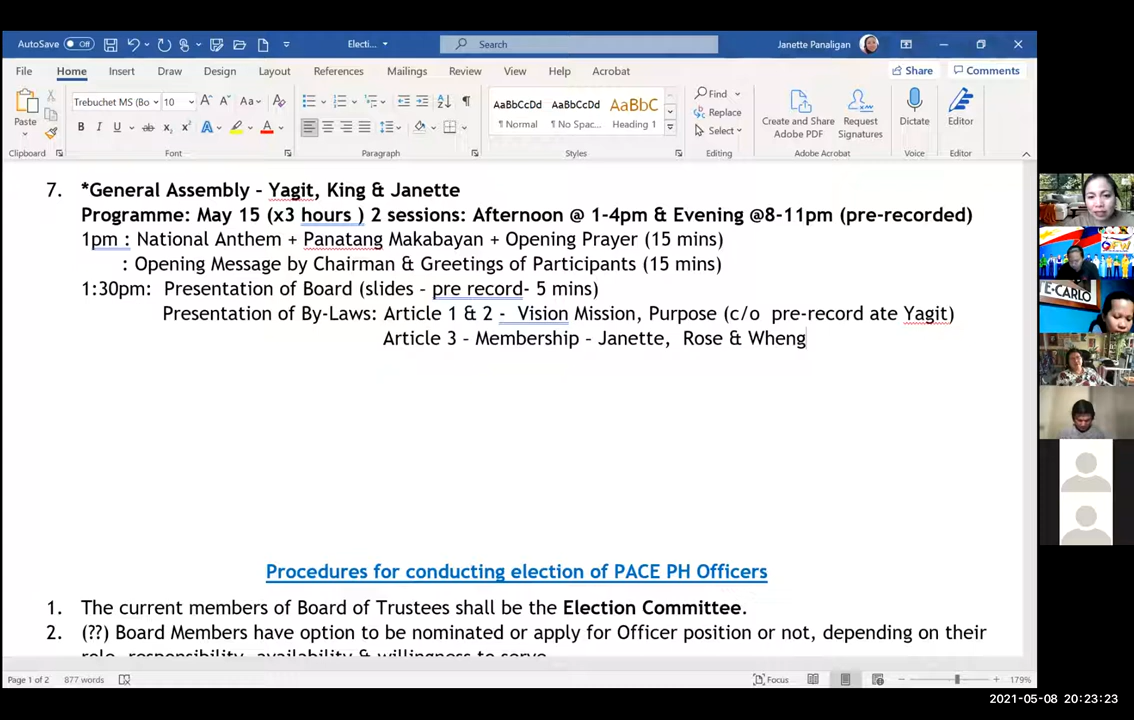 AutoSave Off Electi... Search Janette Panaligan
File Home Insert Draw Design Layout References Mailings Review View Help Acrobat Share Comments
Paste
Clipboard
Trebuchet MS (Bo 10
Font
Paragraph
AaBbCcDd AaBbCcDd AaBbC
¶ Normal ¶ No Spac... Heading 1
Styles
Find
Replace
Select
Editing
Create and Share Adobe PDF
Request Signatures
Adobe Acrobat
Dictate
Voice
Editor
Editor
7. *General Assembly - Yagit, King & Janette
Programme: May 15 (x3 hours ) 2 sessions: Afternoon @ 1-4pm & Evening @8-11pm (pre-recorded)
1pm : National Anthem + Panatang Makabayan + Opening Prayer (15 mins)
: Opening Message by Chairman & Greetings of Participants (15 mins)
1:30pm: Presentation of Board (slides - pre record- 5 mins)
Presentation of By-Laws: Article 1 & 2 - Vision Mission, Purpose (c/o pre-record ate Yagit)
Article 3 - Membership - Janette, Rose & Wheng
Procedures for conducting election of PACE PH Officers
1. The current members of Board of Trustees shall be the Election Committee.
2. (??) Board Members have option to be nominated or apply for Officer position or not, depending on their
role, responsibility, availability & willingness to serve
Page 1 of 2 877 words Focus 179%
2021-05-08 20:23:23